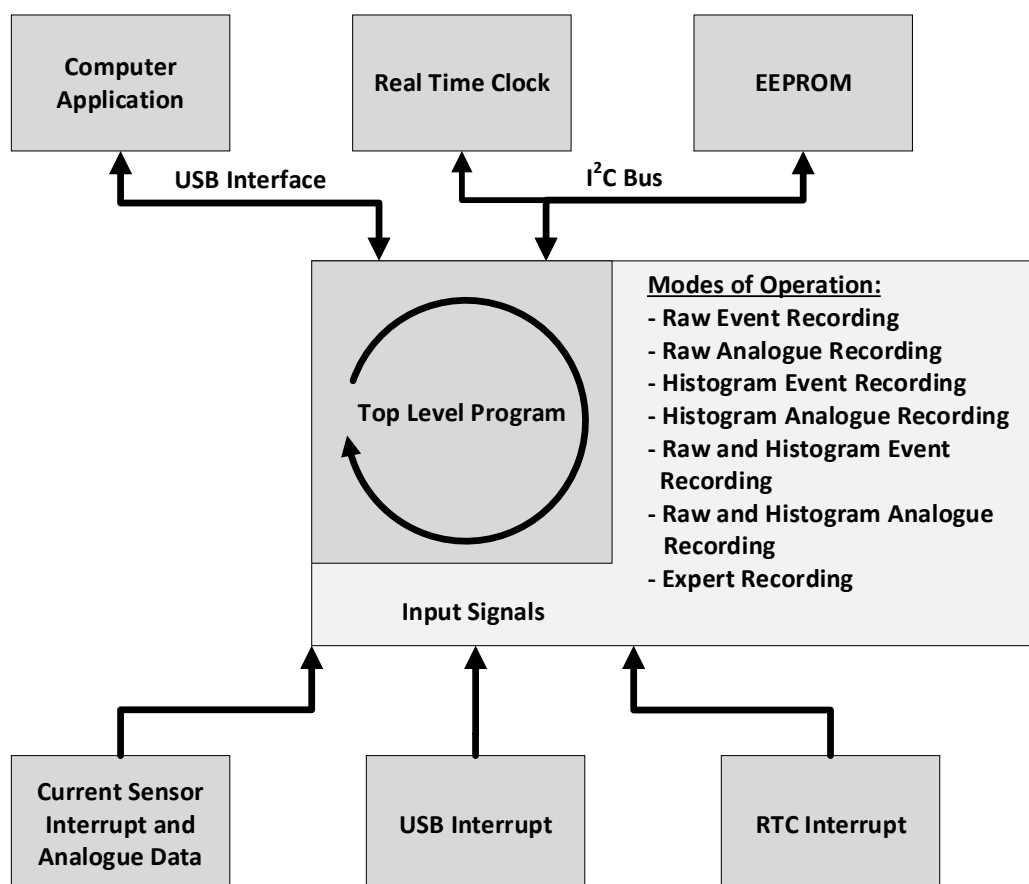 Computer
Application
Real Time Clock
EEPROM
USB Interface
I²C Bus
Top Level Program
Modes of Operation:
- Raw Event Recording
- Raw Analogue Recording
- Histogram Event Recording
- Histogram Analogue Recording
- Raw and Histogram Event
Recording
- Raw and Histogram Analogue
Recording
- Expert Recording
Input Signals
Current Sensor
Interrupt and
Analogue Data
USB Interrupt
RTC Interrupt